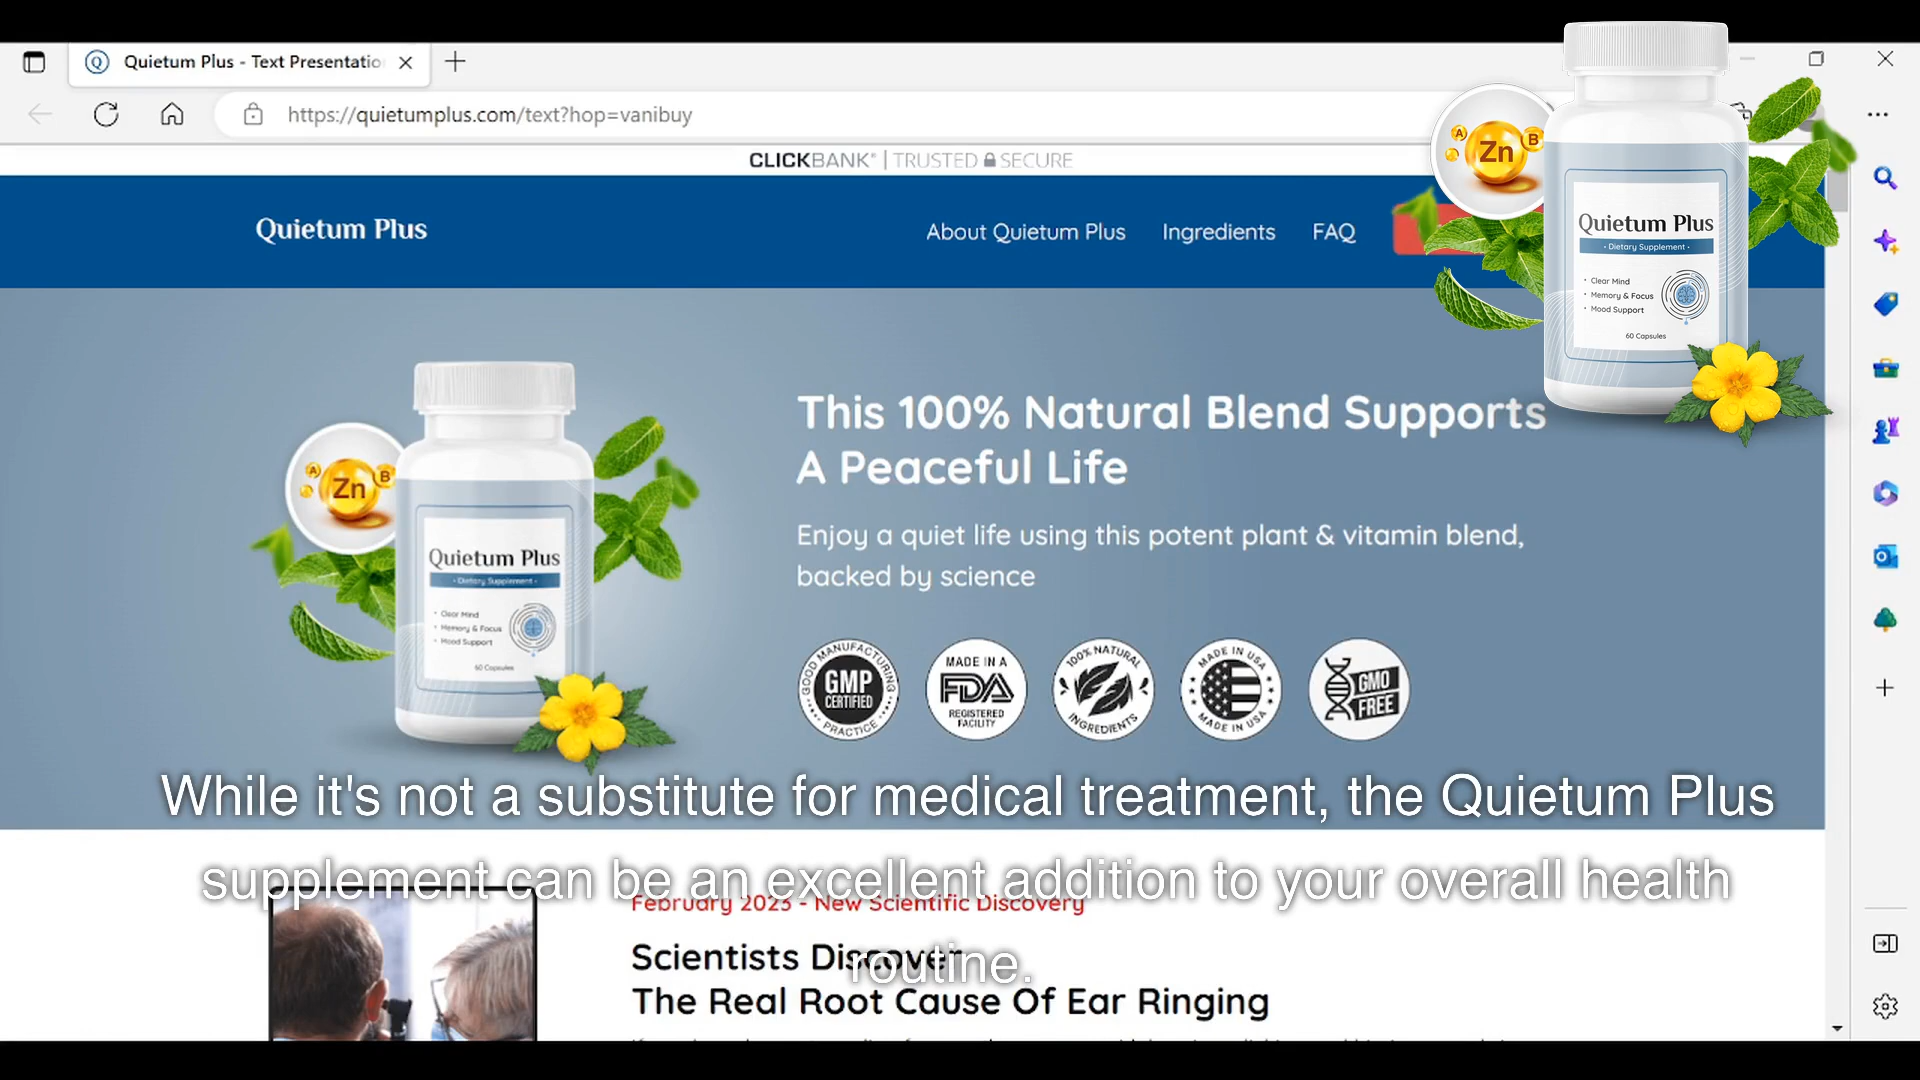 Quietum Plus - Text Presentatio
https://quietumplus.com/text?hop=vanibuy
CLICKBANK® | TRUSTED SECURE
Quietum Plus
About Quietum Plus
Ingredients
FAQ
A
Zn
B
Quietum Plus
• Dietary Supplement •
• Clear Mind
• Memory & Focus
• Mood Support
60 Capsules
This 100% Natural Blend Supports
A Peaceful Life
Enjoy a quiet life using this potent plant & vitamin blend,
backed by science
A
Zn
B
Quietum Plus
• Dietary Supplement •
• Clear Mind
• Memory & Focus
• Mood Support
60 Capsules
GOOD MANUFACTURING
GMP
CERTIFIED
PRACTICE
MADE IN A
FDA
REGISTERED
FACILITY
100% NATURAL
INGREDIENTS
MADE IN USA
MADE IN USA
GMO
FREE
While it's not a substitute for medical treatment, the Quietum Plus
supplement can be an excellent addition to your overall health
routine.
February 2023 - New Scientific Discovery
Scientists Discover
The Real Root Cause Of Ear Ringing